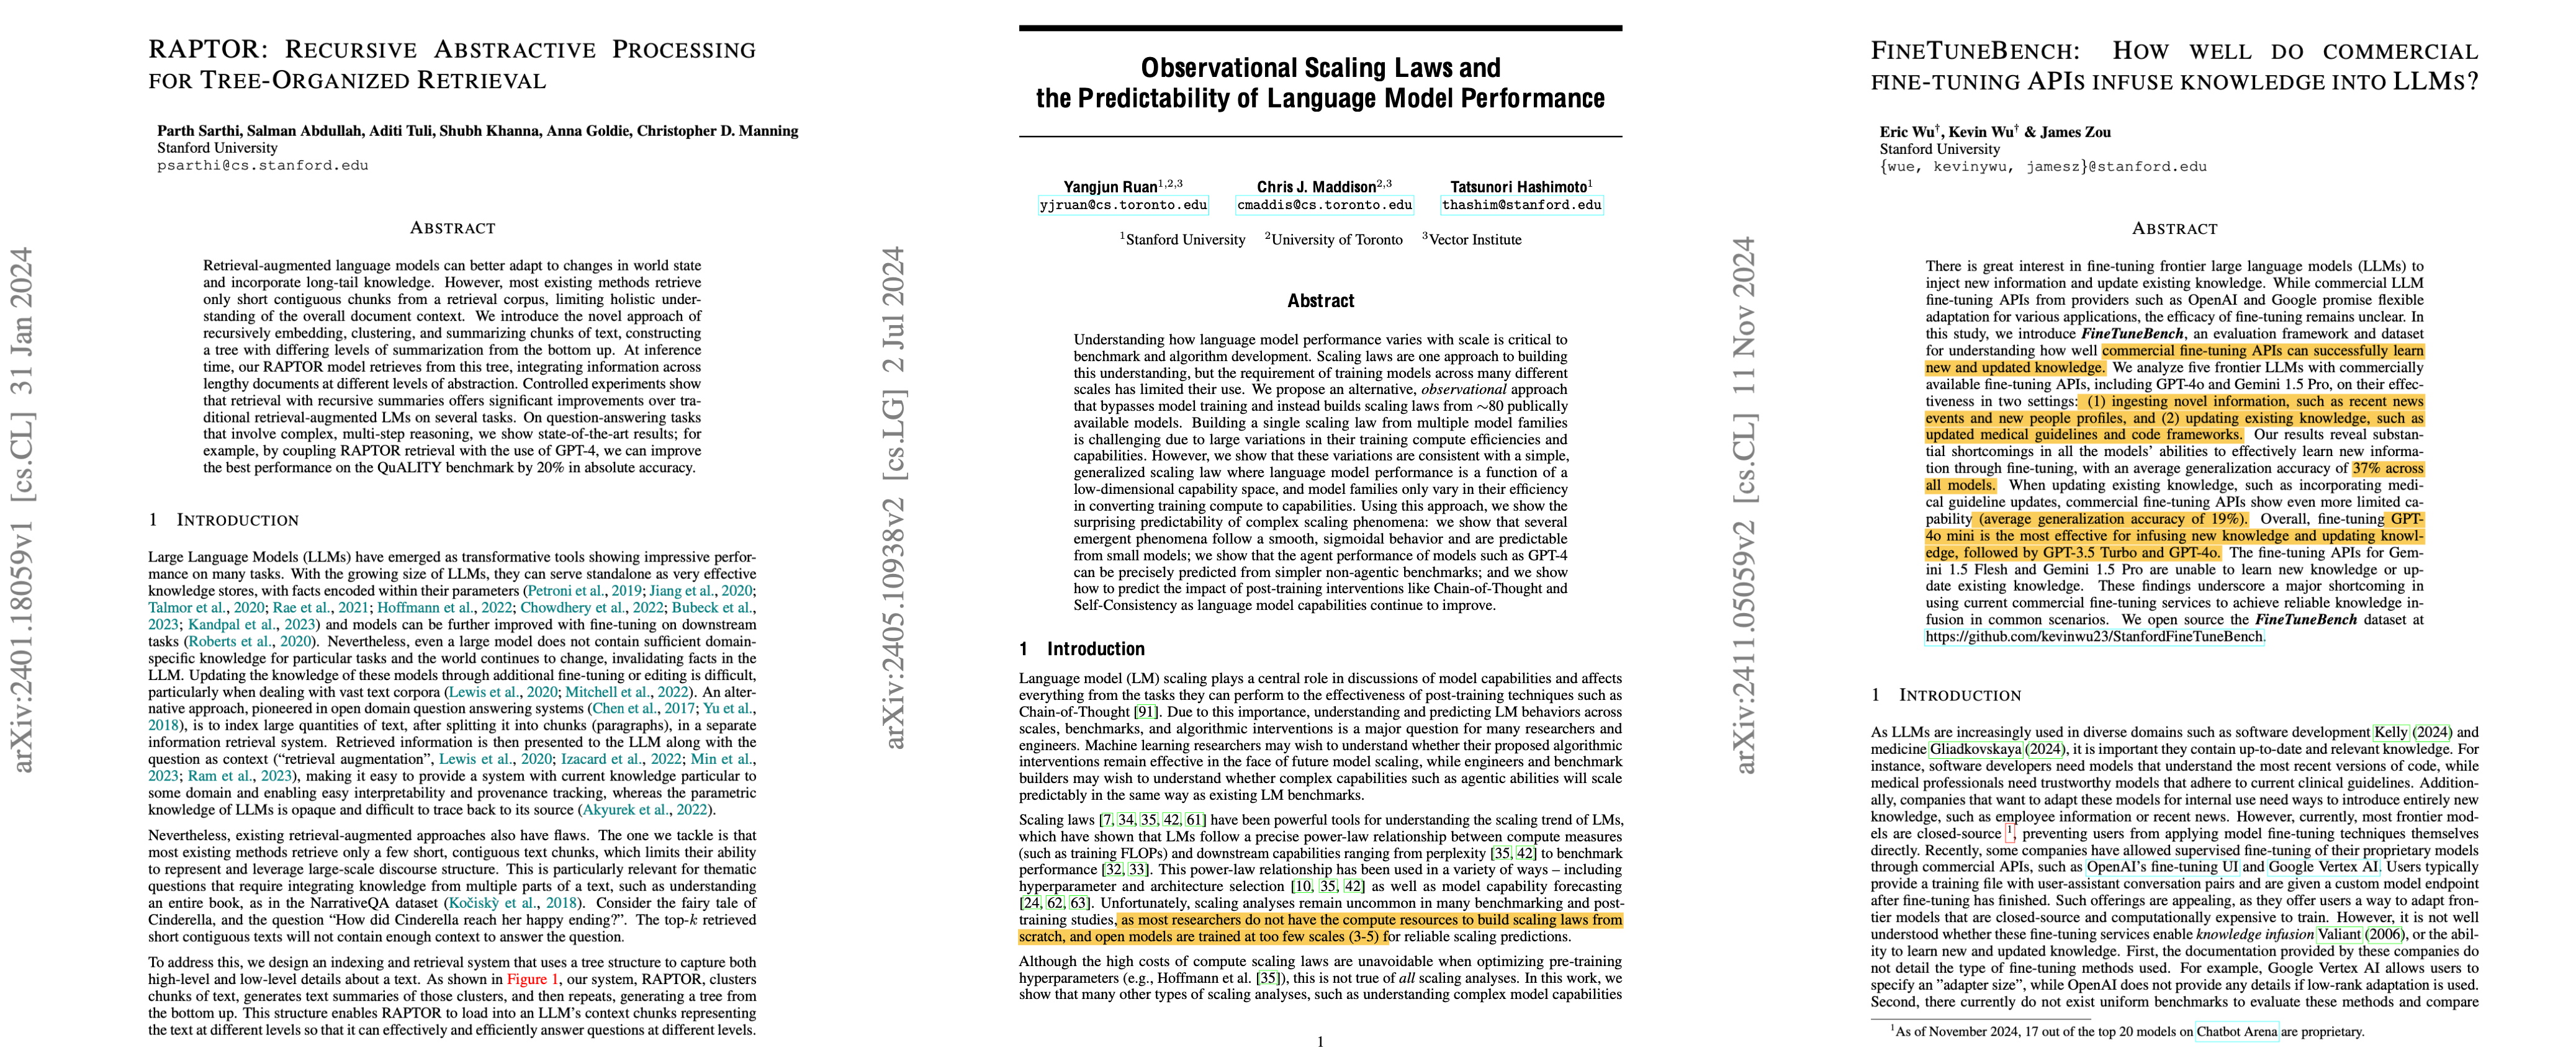 arXiv:2401.18059v1 [cs.CL] 31 Jan 2024
RAPTOR: RECURSIVE ABSTRACTIVE PROCESSING
FOR TREE-ORGANIZED RETRIEVAL
Parth Sarthi, Salman Abdullah, Aditi Tuli, Shubh Khanna, Anna Goldie, Christopher D. Manning
Stanford University
psarthi@cs.stanford.edu
ABSTRACT
Retrieval-augmented language models can better adapt to changes in world state
and incorporate long-tail knowledge. However, most existing methods retrieve
only short contiguous chunks from a retrieval corpus, limiting holistic under-
standing of the overall document context. We introduce the novel approach of
recursively embedding, clustering, and summarizing chunks of text, constructing
a tree with differing levels of summarization from the bottom up. At inference
time, our RAPTOR model retrieves from this tree, integrating information across
lengthy documents at different levels of abstraction. Controlled experiments show
that retrieval with recursive summaries offers significant improvements over tra-
ditional retrieval-augmented LMs on several tasks. On question-answering tasks
that involve complex, multi-step reasoning, we show state-of-the-art results; for
example, by coupling RAPTOR retrieval with the use of GPT-4, we can improve
the best performance on the QuALITY benchmark by 20% in absolute accuracy.
1 INTRODUCTION
Large Language Models (LLMs) have emerged as transformative tools showing impressive perfor-
mance on many tasks. With the growing size of LLMs, they can serve standalone as very effective
knowledge stores, with facts encoded within their parameters (Petroni et al., 2019; Jiang et al., 2020;
Talmor et al., 2020; Rae et al., 2021; Hoffmann et al., 2022; Chowdhery et al., 2022; Bubeck et al.,
2023; Kandpal et al., 2023) and models can be further improved with fine-tuning on downstream
tasks (Roberts et al., 2020). Nevertheless, even a large model does not contain sufficient domain-
specific knowledge for particular tasks and the world continues to change, invalidating facts in the
LLM. Updating the knowledge of these models through additional fine-tuning or editing is difficult,
particularly when dealing with vast text corpora (Lewis et al., 2020; Mitchell et al., 2022). An alter-
native approach, pioneered in open domain question answering systems (Chen et al., 2017; Yu et al.,
2018), is to index large quantities of text, after splitting it into chunks (paragraphs), in a separate
information retrieval system. Retrieved information is then presented to the LLM along with the
question as context (“retrieval augmentation”, Lewis et al., 2020; Izacard et al., 2022; Min et al.,
2023; Ram et al., 2023), making it easy to provide a system with current knowledge particular to
some domain and enabling easy interpretability and provenance tracking, whereas the parametric
knowledge of LLMs is opaque and difficult to trace back to its source (Akyurek et al., 2022).
Nevertheless, existing retrieval-augmented approaches also have flaws. The one we tackle is that
most existing methods retrieve only a few short, contiguous text chunks, which limits their ability
to represent and leverage large-scale discourse structure. This is particularly relevant for thematic
questions that require integrating knowledge from multiple parts of a text, such as understanding
an entire book, as in the NarrativeQA dataset (Kočiskỳ et al., 2018). Consider the fairy tale of
Cinderella, and the question “How did Cinderella reach her happy ending?”. The top-k retrieved
short contiguous texts will not contain enough context to answer the question.
To address this, we design an indexing and retrieval system that uses a tree structure to capture both
high-level and low-level details about a text. As shown in Figure 1, our system, RAPTOR, clusters
chunks of text, generates text summaries of those clusters, and then repeats, generating a tree from
the bottom up. This structure enables RAPTOR to load into an LLM’s context chunks representing
the text at different levels so that it can effectively and efficiently answer questions at different levels.
arXiv:2405.10938v2 [cs.LG] 2 Jul 2024
Observational Scaling Laws and
the Predictability of Language Model Performance
Yangjun Ruan1,2,3 Chris J. Maddison2,3 Tatsunori Hashimoto1
yjruan@cs.toronto.edu cmaddis@cs.toronto.edu thashim@stanford.edu
1Stanford University 2University of Toronto 3Vector Institute
Abstract
Understanding how language model performance varies with scale is critical to
benchmark and algorithm development. Scaling laws are one approach to building
this understanding, but the requirement of training models across many different
scales has limited their use. We propose an alternative, observational approach
that bypasses model training and instead builds scaling laws from ~80 publically
available models. Building a single scaling law from multiple model families
is challenging due to large variations in their training compute efficiencies and
capabilities. However, we show that these variations are consistent with a simple,
generalized scaling law where language model performance is a function of a
low-dimensional capability space, and model families only vary in their efficiency
in converting training compute to capabilities. Using this approach, we show the
surprising predictability of complex scaling phenomena: we show that several
emergent phenomena follow a smooth, sigmoidal behavior and are predictable
from small models; we show that the agent performance of models such as GPT-4
can be precisely predicted from simpler non-agentic benchmarks; and we show
how to predict the impact of post-training interventions like Chain-of-Thought and
Self-Consistency as language model capabilities continue to improve.
1 Introduction
Language model (LM) scaling plays a central role in discussions of model capabilities and affects
everything from the tasks they can perform to the effectiveness of post-training techniques such as
Chain-of-Thought [91]. Due to this importance, understanding and predicting LM behaviors across
scales, benchmarks, and algorithmic interventions is a major question for many researchers and
engineers. Machine learning researchers may wish to understand whether their proposed algorithmic
interventions remain effective in the face of future model scaling, while engineers and benchmark
builders may wish to understand whether complex capabilities such as agentic abilities will scale
predictably in the same way as existing LM benchmarks.
Scaling laws [7, 34, 35, 42, 61] have been powerful tools for understanding the scaling trend of LMs,
which have shown that LMs follow a precise power-law relationship between compute measures
(such as training FLOPs) and downstream capabilities ranging from perplexity [35, 42] to benchmark
performance [32, 33]. This power-law relationship has been used in a variety of ways – including
hyperparameter and architecture selection [10, 35, 42] as well as model capability forecasting
[24, 62, 63]. Unfortunately, scaling analyses remain uncommon in many benchmarking and post-
training studies, as most researchers do not have the compute resources to build scaling laws from
scratch, and open models are trained at too few scales (3-5) for reliable scaling predictions.
Although the high costs of compute scaling laws are unavoidable when optimizing pre-training
hyperparameters (e.g., Hoffmann et al. [35]), this is not true of all scaling analyses. In this work, we
show that many other types of scaling analyses, such as understanding complex model capabilities
1
arXiv:2411.05059v2 [cs.CL] 11 Nov 2024
FINETUNEBENCH: HOW WELL DO COMMERCIAL
FINE-TUNING APIS INFUSE KNOWLEDGE INTO LLMS?
Eric Wu†, Kevin Wu† & James Zou
Stanford University
{wue, kevinywu, jamesz}@stanford.edu
ABSTRACT
There is great interest in fine-tuning frontier large language models (LLMs) to
inject new information and update existing knowledge. While commercial LLM
fine-tuning APIs from providers such as OpenAI and Google promise flexible
adaptation for various applications, the efficacy of fine-tuning remains unclear. In
this study, we introduce FineTuneBench, an evaluation framework and dataset
for understanding how well commercial fine-tuning APIs can successfully learn
new and updated knowledge. We analyze five frontier LLMs with commercially
available fine-tuning APIs, including GPT-4o and Gemini 1.5 Pro, on their effec-
tiveness in two settings: (1) ingesting novel information, such as recent news
events and new people profiles, and (2) updating existing knowledge, such as
updated medical guidelines and code frameworks. Our results reveal substan-
tial shortcomings in all the models’ abilities to effectively learn new informa-
tion through fine-tuning, with an average generalization accuracy of 37% across
all models. When updating existing knowledge, such as incorporating medi-
cal guideline updates, commercial fine-tuning APIs show even more limited ca-
pability (average generalization accuracy of 19%). Overall, fine-tuning GPT-
4o mini is the most effective for infusing new knowledge and updating knowl-
edge, followed by GPT-3.5 Turbo and GPT-4o. The fine-tuning APIs for Gem-
ini 1.5 Flesh and Gemini 1.5 Pro are unable to learn new knowledge or up-
date existing knowledge. These findings underscore a major shortcoming in
using current commercial fine-tuning services to achieve reliable knowledge in-
fusion in common scenarios. We open source the FineTuneBench dataset at
https://github.com/kevinwu23/StanfordFineTuneBench.
1 INTRODUCTION
As LLMs are increasingly used in diverse domains such as software development Kelly (2024) and
medicine Gliadkovskaya (2024), it is important they contain up-to-date and relevant knowledge. For
instance, software developers need models that understand the most recent versions of code, while
medical professionals need trustworthy models that adhere to current clinical guidelines. Addition-
ally, companies that want to adapt these models for internal use need ways to introduce entirely new
knowledge, such as employee information or recent news. However, currently, most frontier mod-
els are closed-source 1, preventing users from applying model fine-tuning techniques themselves
directly. Recently, some companies have allowed supervised fine-tuning of their proprietary models
through commercial APIs, such as OpenAI’s fine-tuning UI and Google Vertex AI. Users typically
provide a training file with user-assistant conversation pairs and are given a custom model endpoint
after fine-tuning has finished. Such offerings are appealing, as they offer users a way to adapt fron-
tier models that are closed-source and computationally expensive to train. However, it is not well
understood whether these fine-tuning services enable knowledge infusion Valiant (2006), or the abil-
ity to learn new and updated knowledge. First, the documentation provided by these companies do
not detail the type of fine-tuning methods used. For example, Google Vertex AI allows users to
specify an ”adapter size”, while OpenAI does not provide any details if low-rank adaptation is used.
Second, there currently do not exist uniform benchmarks to evaluate these methods and compare
1As of November 2024, 17 out of the top 20 models on Chatbot Arena are proprietary.